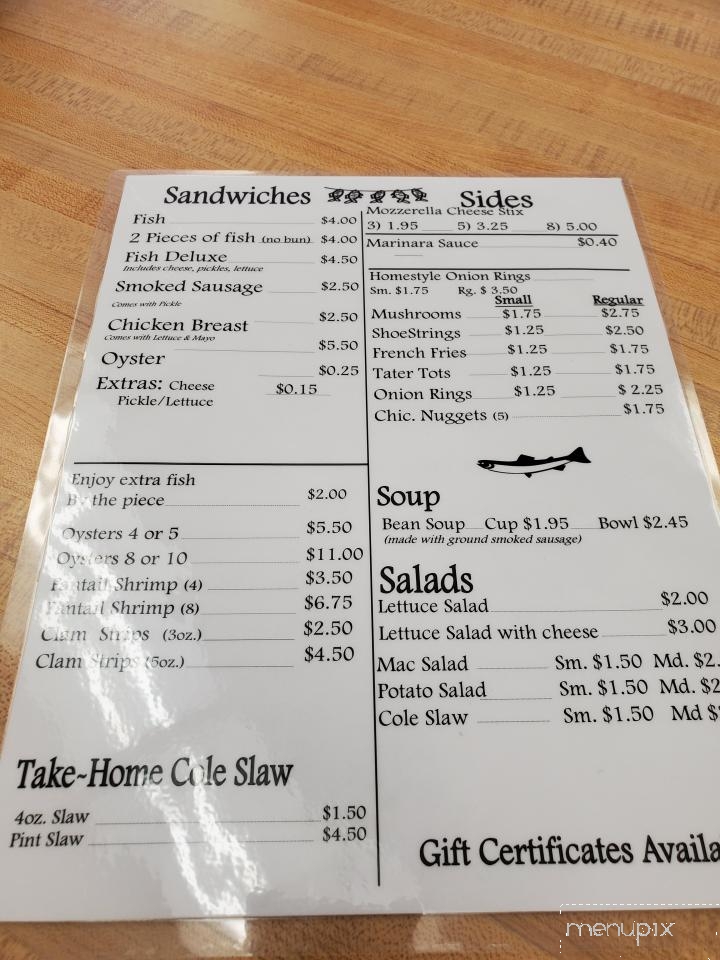 Sandwiches
Fish $4.00
2 Pieces of fish (no bun) $4.00
Fish Deluxe $4.50
Includes cheese, pickles, lettuce
Smoked Sausage $2.50
Comes with Pickle
Chicken Breast $2.50
Comes with Lettuce & Mayo
Oyster $5.50
Extras: Cheese $0.25
Pickle/Lettuce $0.15
Enjoy extra fish
By the piece $2.00
Oysters 4 or 5 $5.50
Oysters 8 or 10 $11.00
Fantail Shrimp (4) $3.50
Fantail Shrimp (8) $6.75
Clam Strips (3oz.) $2.50
Clam Strips (5oz.) $4.50
Take-Home Cole Slaw
4oz. Slaw $1.50
Pint Slaw $4.50
Sides
Mozzerella Cheese Stix
3) 1.95 5) 3.25 8) 5.00
Marinara Sauce $0.40
Homestyle Onion Rings
Sm. $1.75 Rg. $ 3.50
Small Regular
Mushrooms $1.75 $2.75
ShoeStrings $1.25 $2.50
French Fries $1.25 $1.75
Tater Tots $1.25 $1.75
Onion Rings $1.25 $ 2.25
Chic. Nuggets (5) $1.75
Soup
Bean Soup Cup $1.95 Bowl $2.45
(made with ground smoked sausage)
Salads
Lettuce Salad $2.00
Lettuce Salad with cheese $3.00
Mac Salad Sm. $1.50 Md. $2.
Potato Salad Sm. $1.50 Md. $2
Cole Slaw Sm. $1.50 Md $
Gift Certificates Availa
menupix